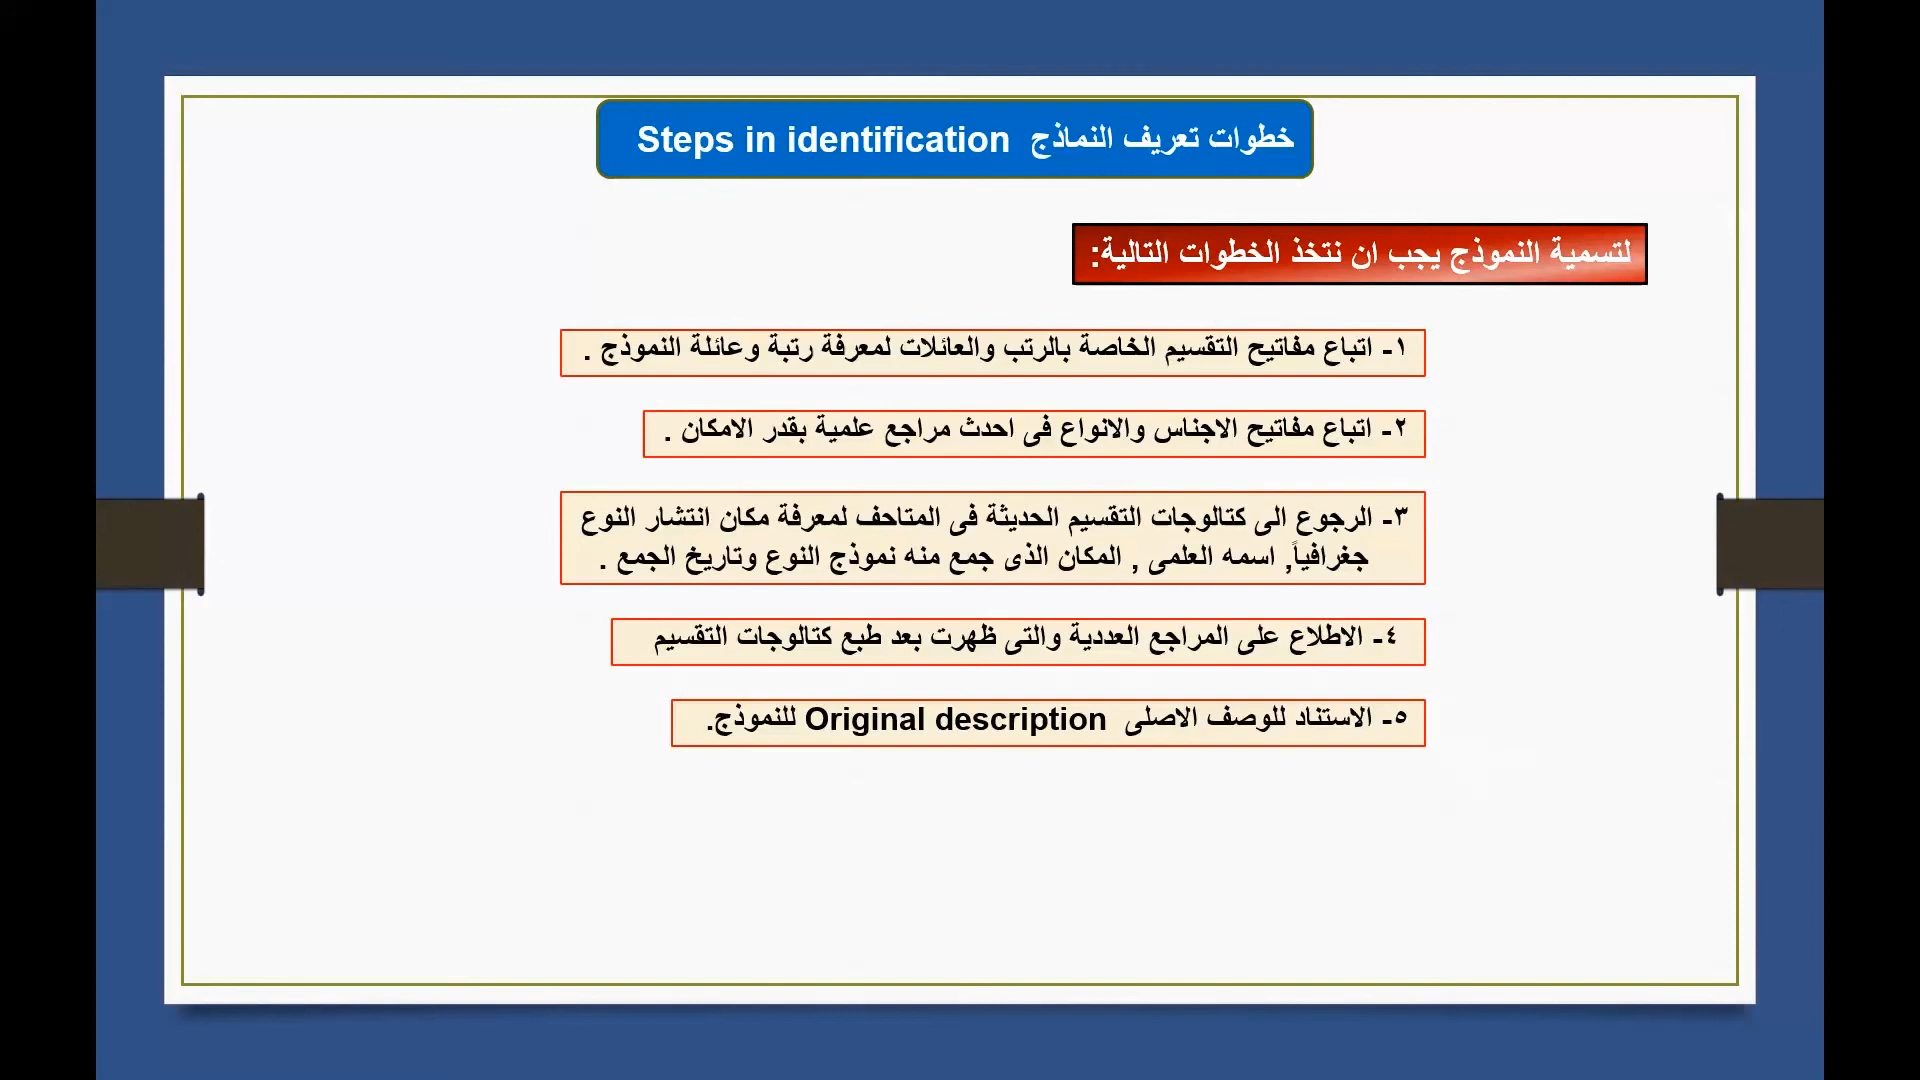 خطوات تعريف النماذج Steps in identification
لتسمية النموذج يجب ان نتخذ الخطوات التالية:
١- اتباع مفاتيح التقسيم الخاصة بالرتب والعائلات لمعرفة رتبة وعائلة النموذج .
٢- اتباع مفاتيح الاجناس والانواع فى احدث مراجع علمية بقدر الامكان .
٣- الرجوع الى كتالوجات التقسيم الحديثة فى المتاحف لمعرفة مكان انتشار النوع
جغرافياً, اسمه العلمى , المكان الذى جمع منه نموذج النوع وتاريخ الجمع .
٤- الاطلاع على المراجع العددية والتى ظهرت بعد طبع كتالوجات التقسيم
٥- الاستناد للوصف الاصلى Original description للنموذج.